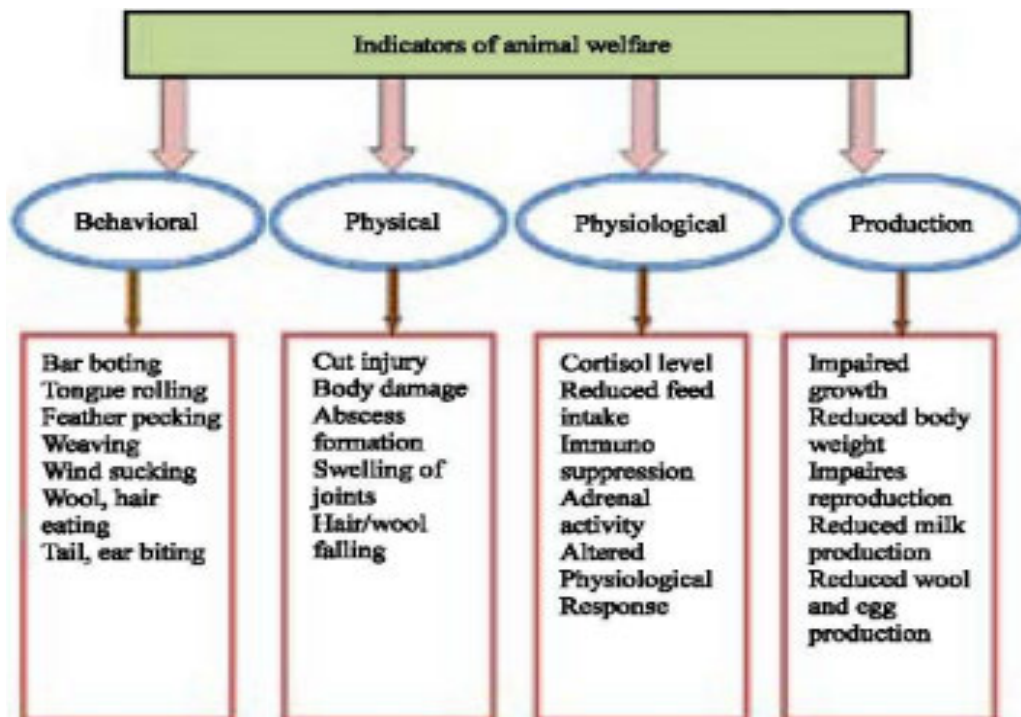 Indicators of animal welfare
Behavioral
Physical
Physiological
Production
Bar boting
Tongue rolling
Feather pecking
Weaving
Wind sucking
Wool, hair
eating
Tail, ear biting
Cut injury
Body damage
Abscess
formation
Swelling of
joints
Hair/wool
falling
Cortisol level
Reduced feed
intake
Immuno
suppression
Adrenal
activity
Altered
Physiological
Response
Impaired
growth
Reduced body
weight
Impaires
reproduction
Reduced milk
production
Reduced wool
and egg
production